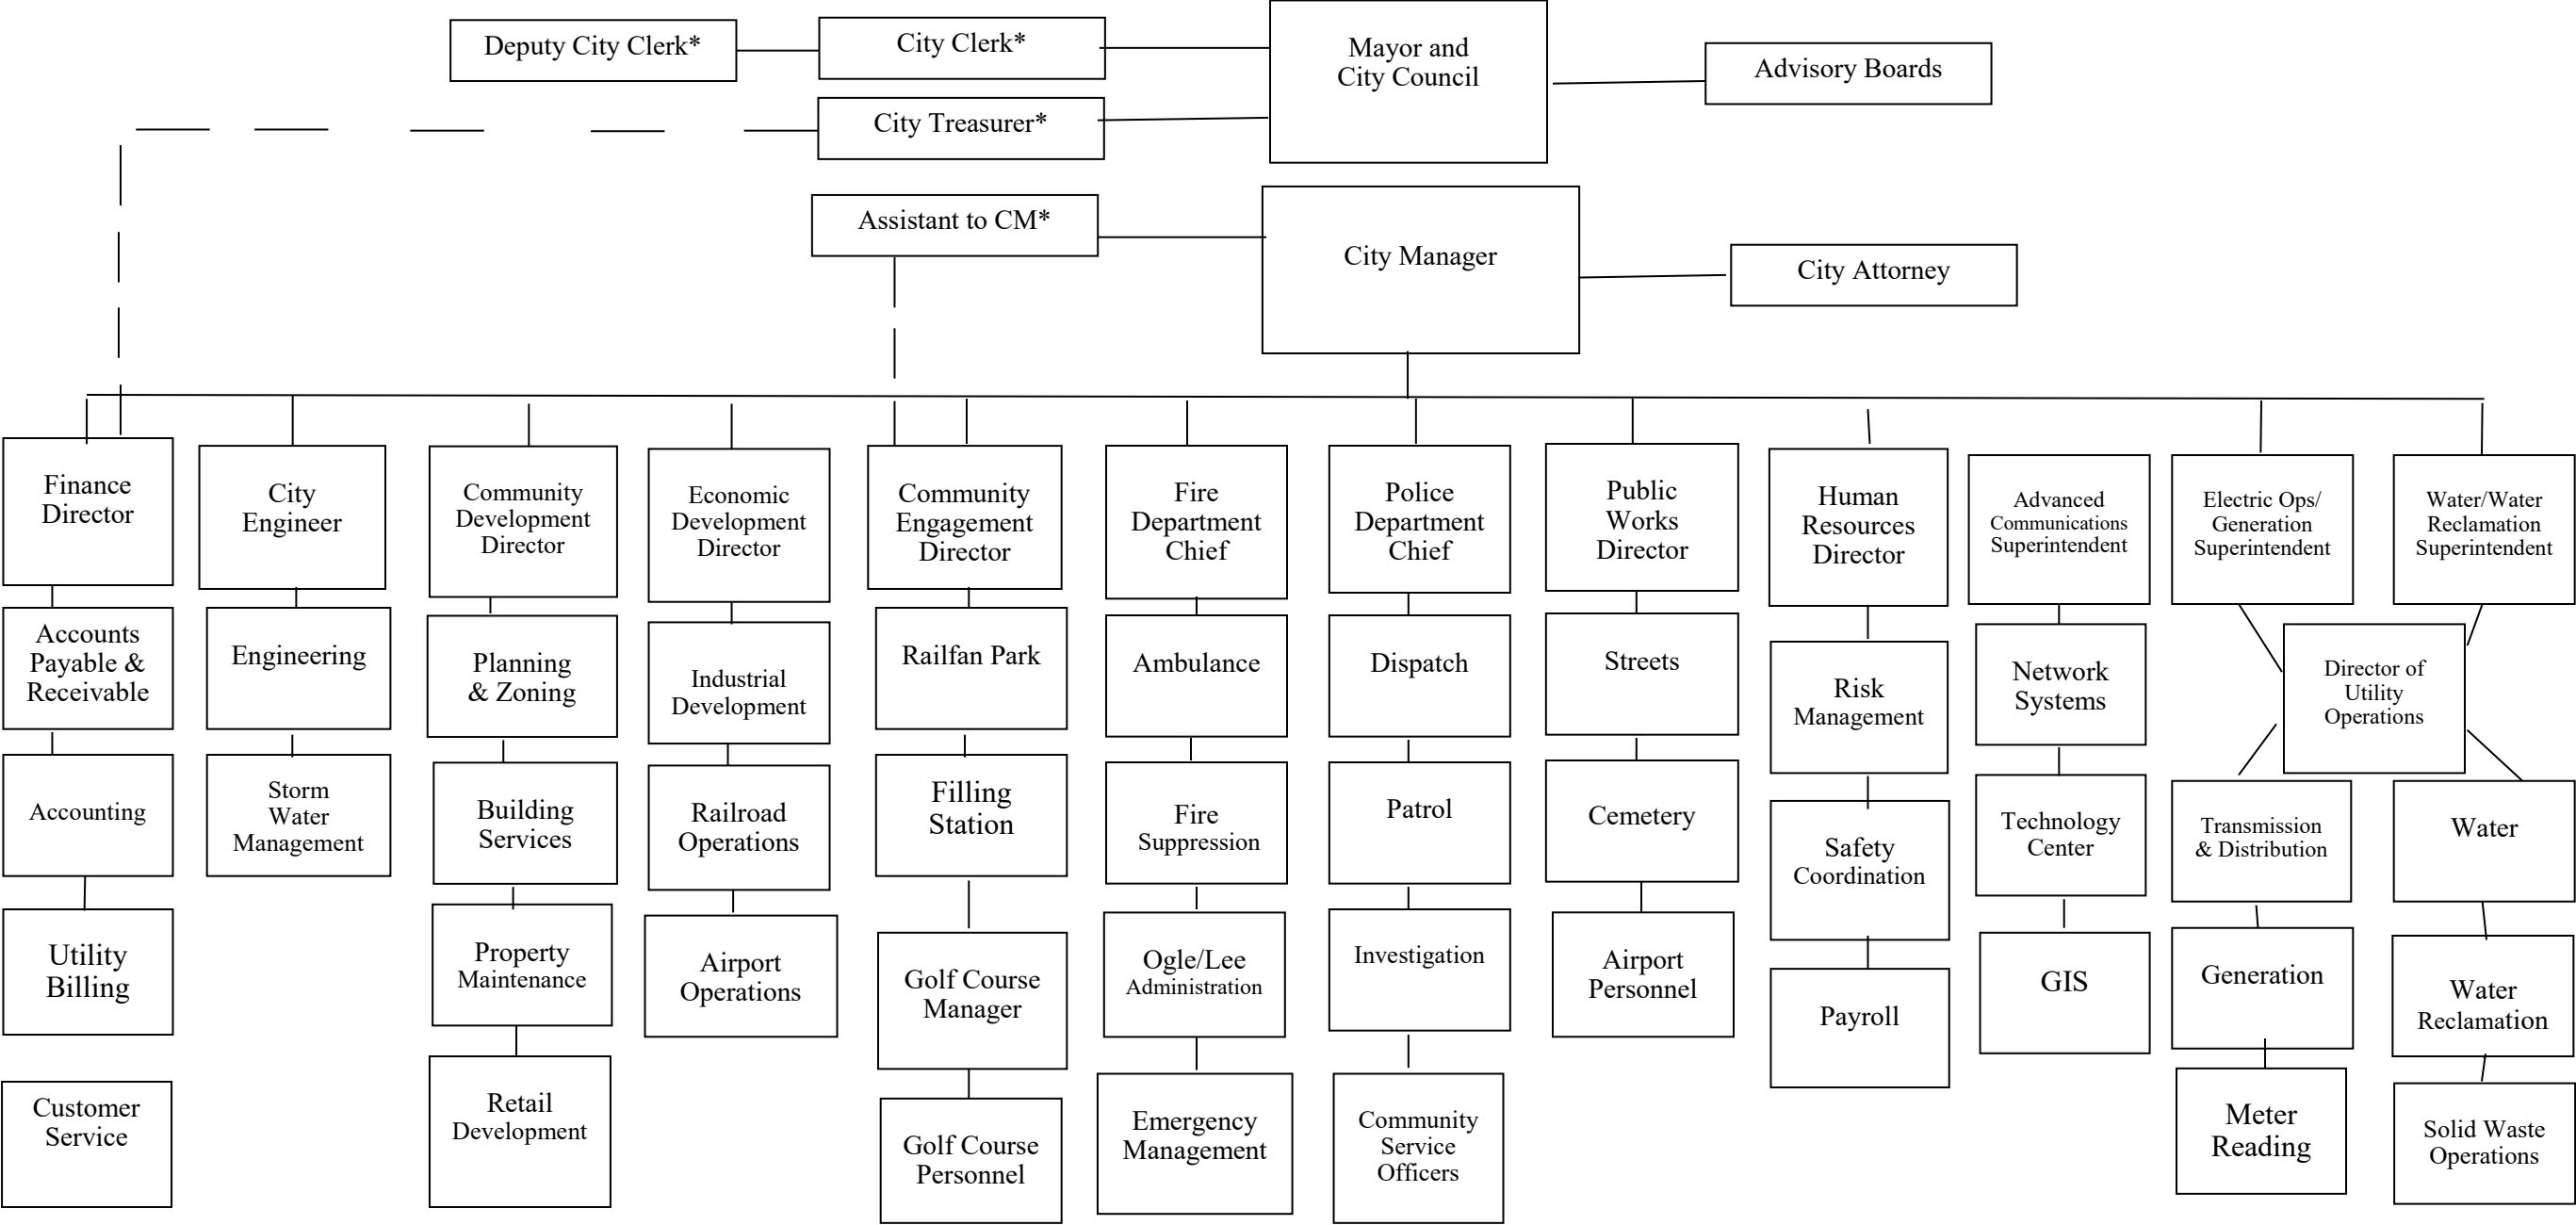 Deputy City Clerk*
City Clerk*
Mayor and
City Council
Advisory Boards
City Treasurer*
Assistant to CM*
City Manager
City Attorney
Finance
Director
City
Engineer
Community
Development
Director
Economic
Development
Director
Community
Engagement
Director
Fire
Department
Chief
Police
Department
Chief
Public
Works
Director
Human
Resources
Director
Advanced
Communications
Superintendent
Electric Ops/
Generation
Superintendent
Water/Water
Reclamation
Superintendent
Accounts
Payable &
Receivable
Engineering
Planning
& Zoning
Industrial
Development
Railfan Park
Ambulance
Dispatch
Streets
Risk
Management
Network
Systems
Director of
Utility
Operations
Accounting
Storm
Water
Management
Building
Services
Railroad
Operations
Filling
Station
Fire
Suppression
Patrol
Cemetery
Safety
Coordination
Technology
Center
Transmission
& Distribution
Water
Utility
Billing
Property
Maintenance
Airport
Operations
Golf Course
Manager
Ogle/Lee
Administration
Investigation
Airport
Personnel
Payroll
GIS
Generation
Water
Reclamation
Customer
Service
Retail
Development
Golf Course
Personnel
Emergency
Management
Community
Service
Officers
Meter
Reading
Solid Waste
Operations